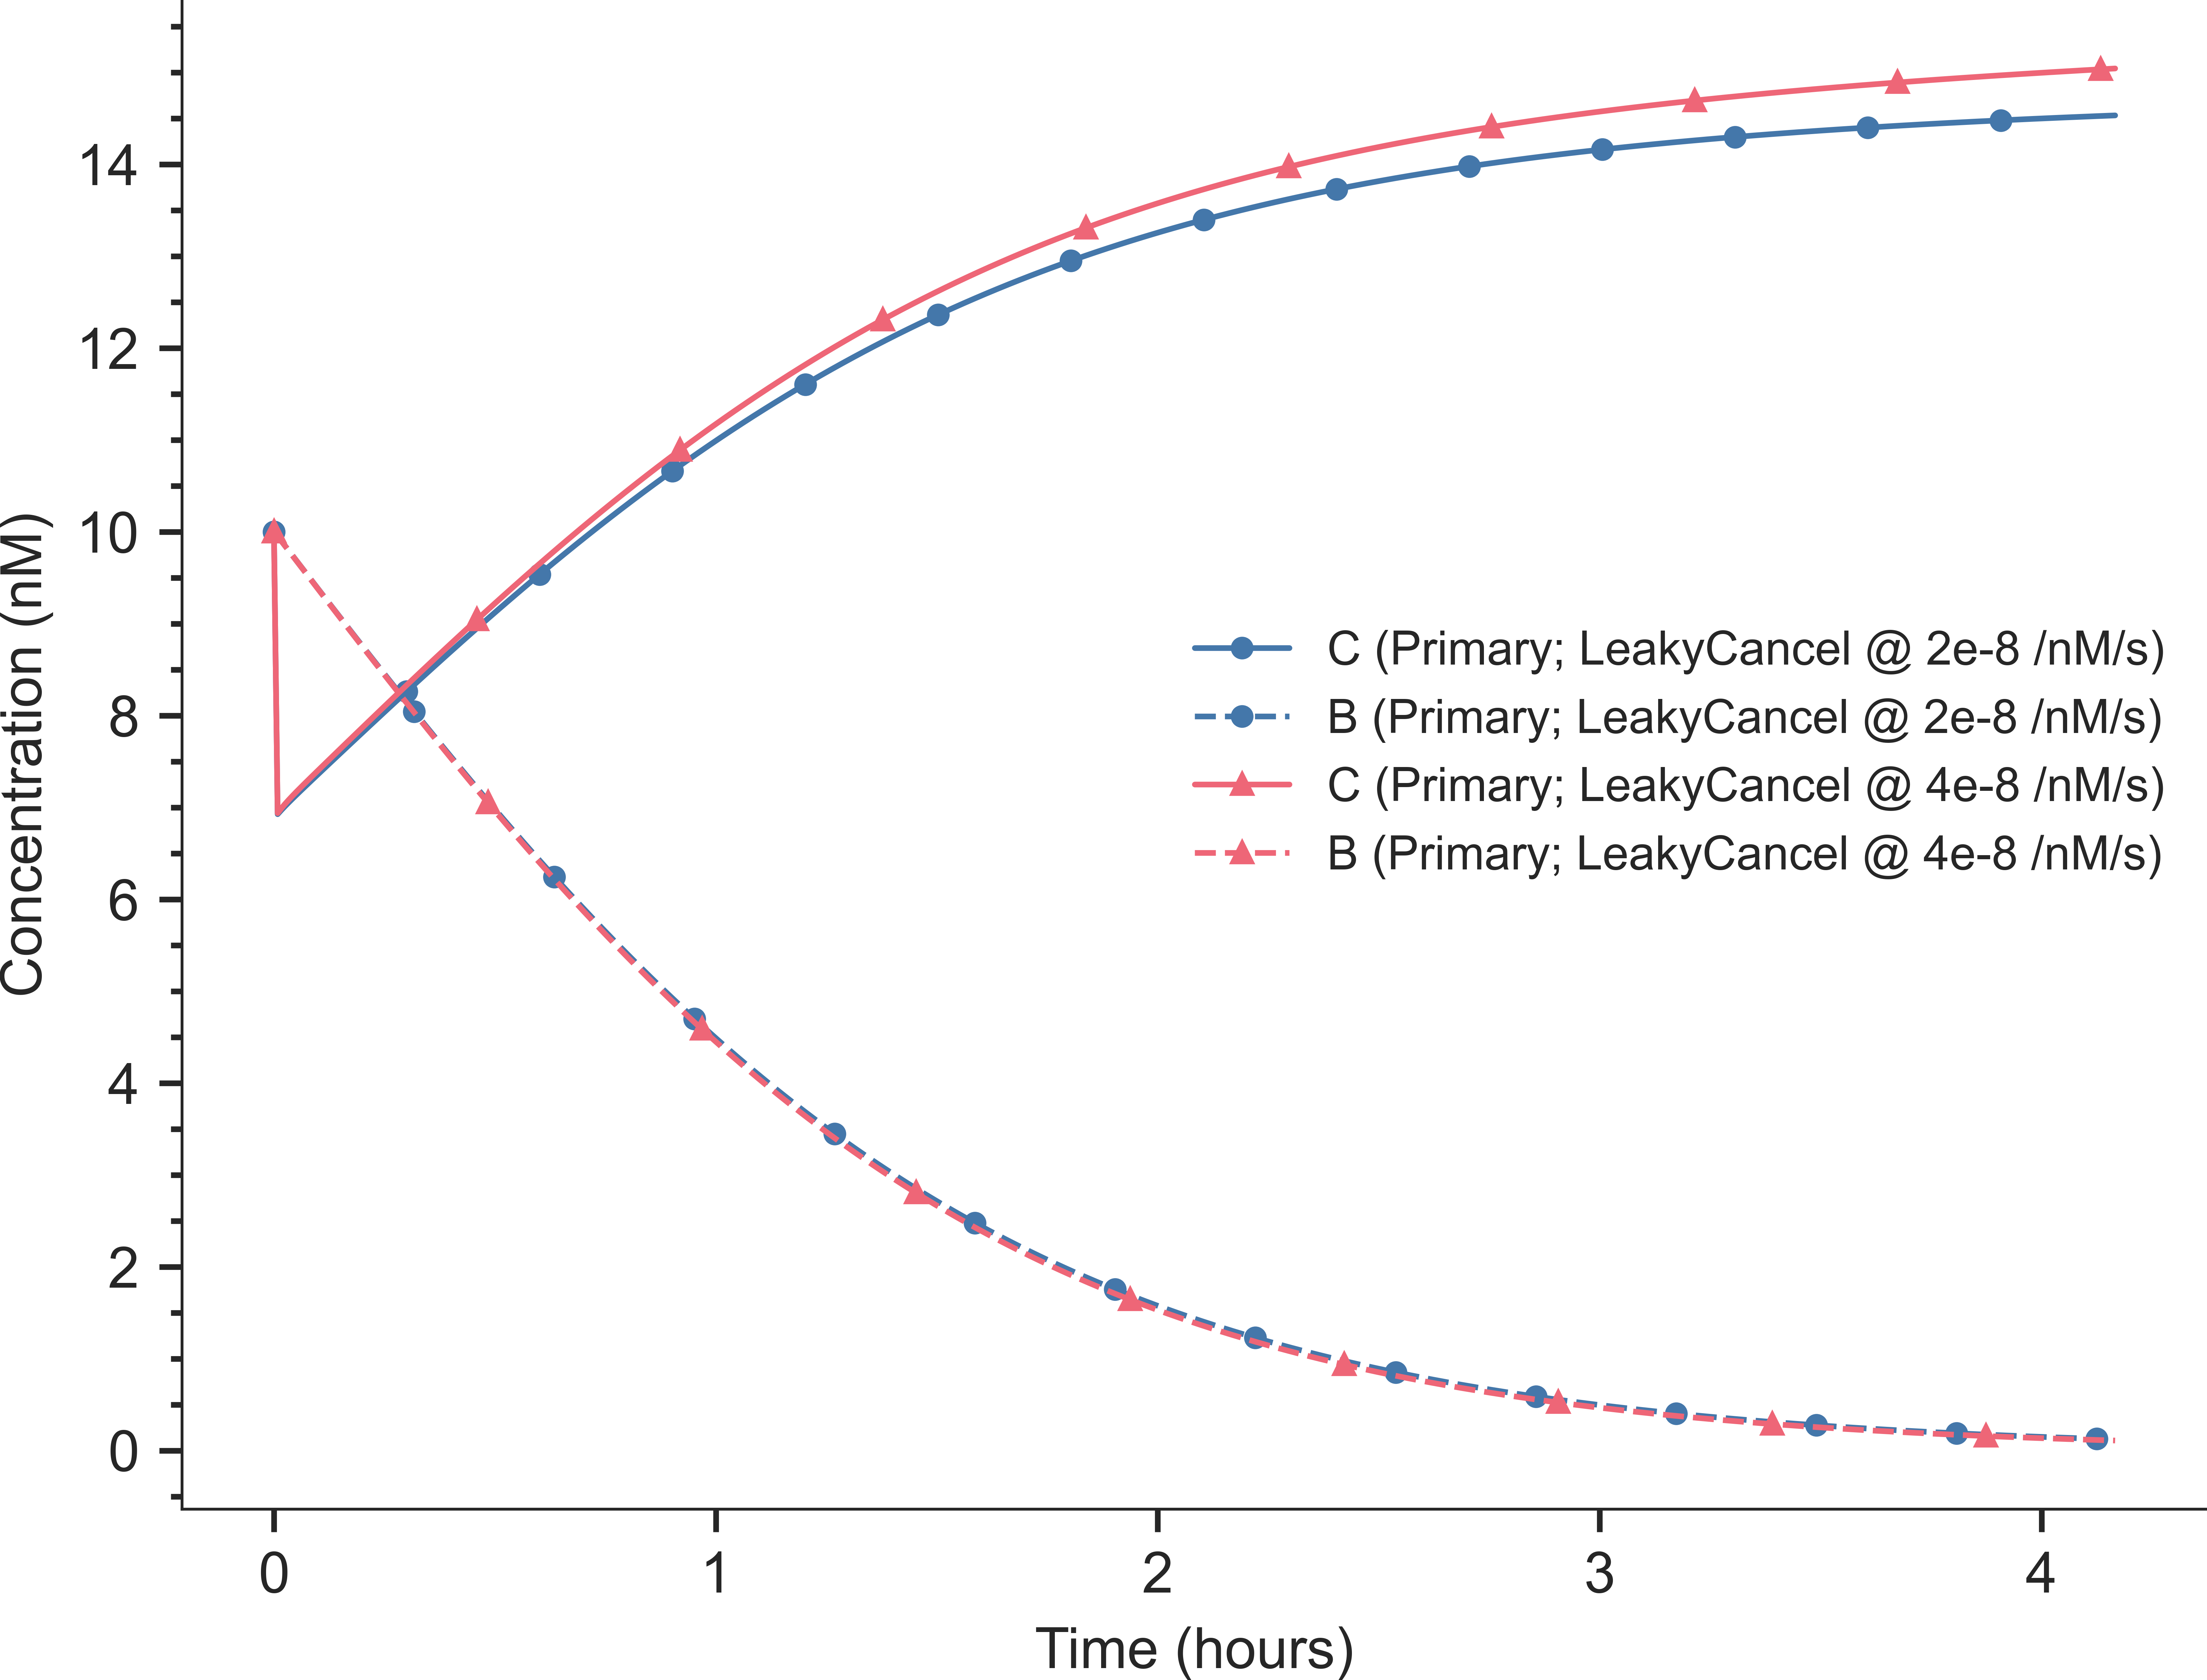 Concentration (nM)
14
12
10
8
6
4
2
0
C (Primary; LeakyCancel @ 2e-8 /nM/s)
B (Primary; LeakyCancel @ 2e-8 /nM/s)
C (Primary; LeakyCancel @ 4e-8 /nM/s)
B (Primary; LeakyCancel @ 4e-8 /nM/s)
0 1 2 3 4
Time (hours)